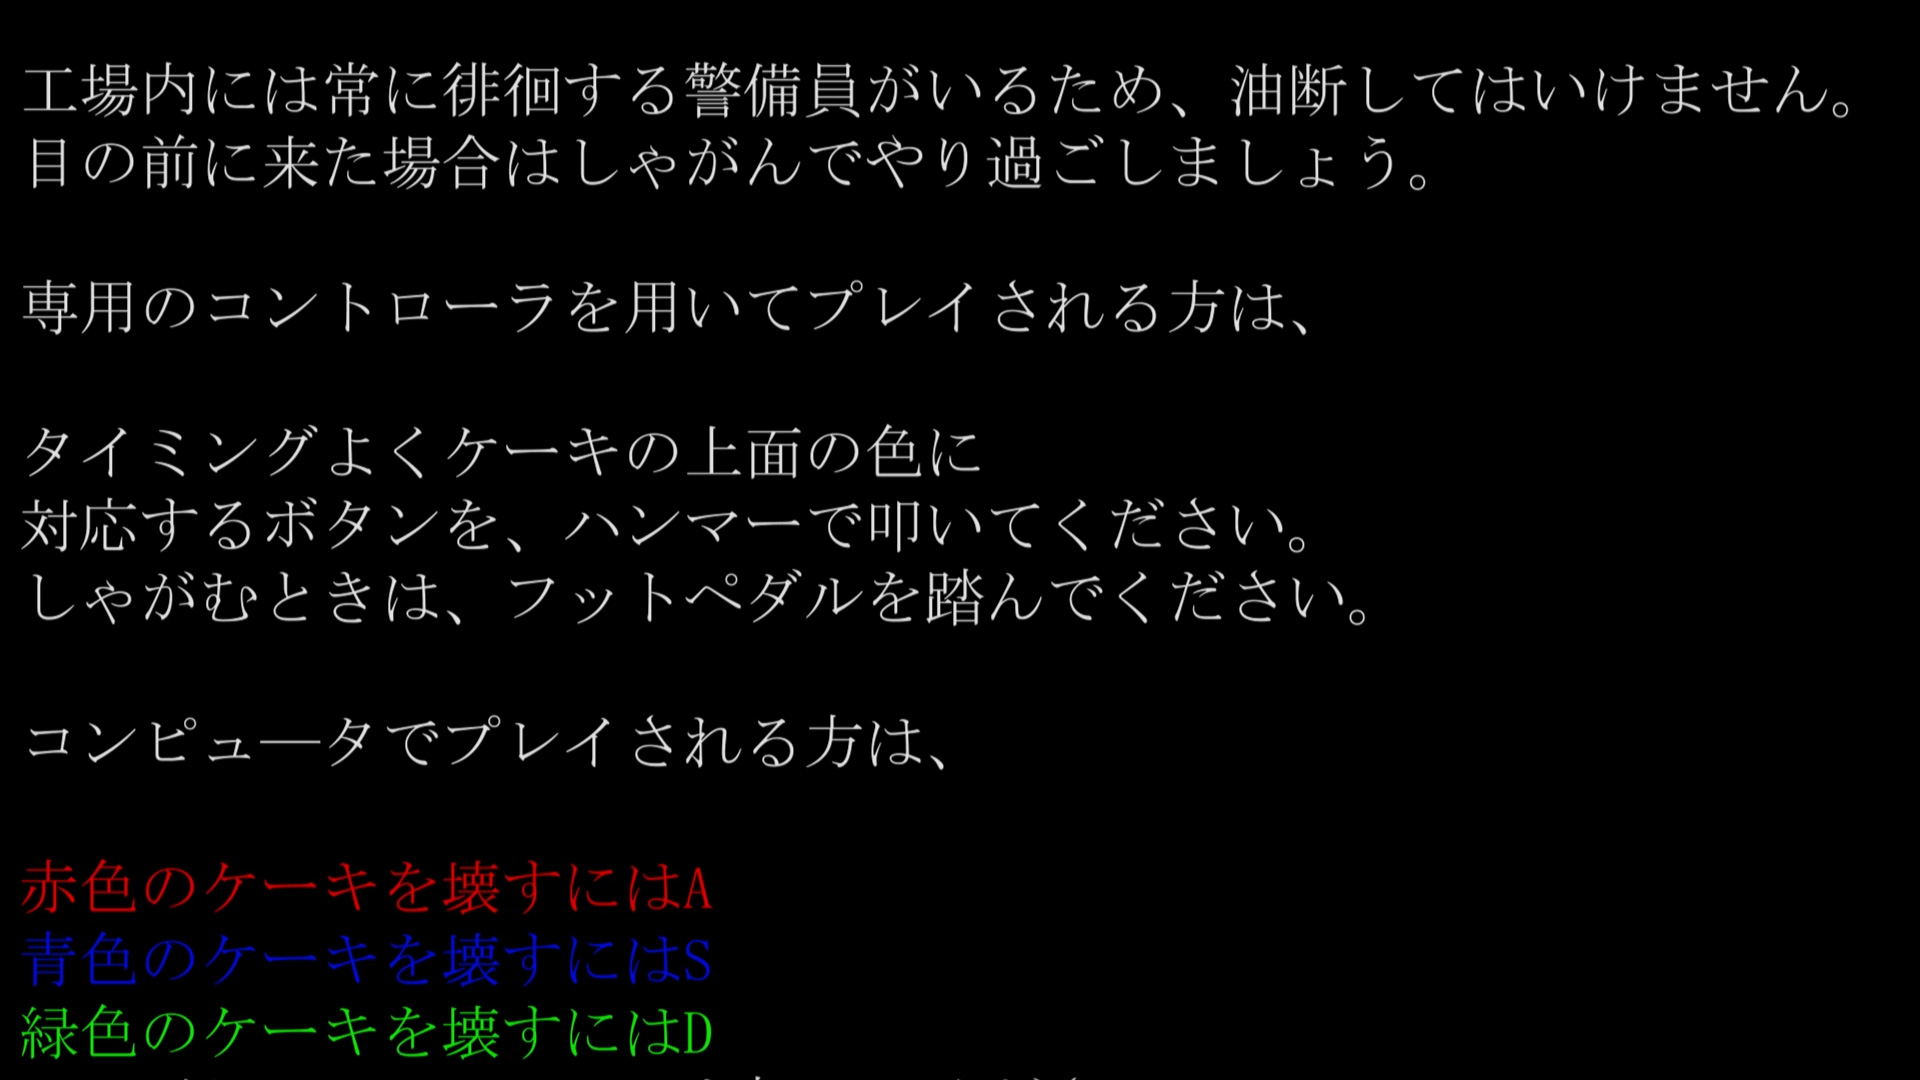 工場内には常に徘徊する警備員がいるため、油断してはいけません。
目の前に来た場合はしゃがんでやり過ごしましょう。
専用のコントローラを用いてプレイされる方は、
タイミングよくケーキの上面の色に
対応するボタンを、ハンマーで叩いてください。
しゃがむときは、フットペダルを踏んでください。
コンピュ―タでプレイされる方は、
赤色のケーキを壊すにはA
青色のケーキを壊すにはS
緑色のケーキを壊すにはD